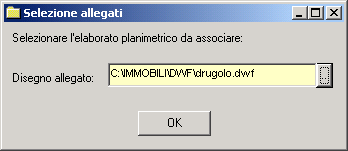 Selezione allegati
Selezionare l'elaborato planimetrico da associare:
Disegno allegato: C:\IMMOBILI\DWF\drugolo.dwf ...
OK